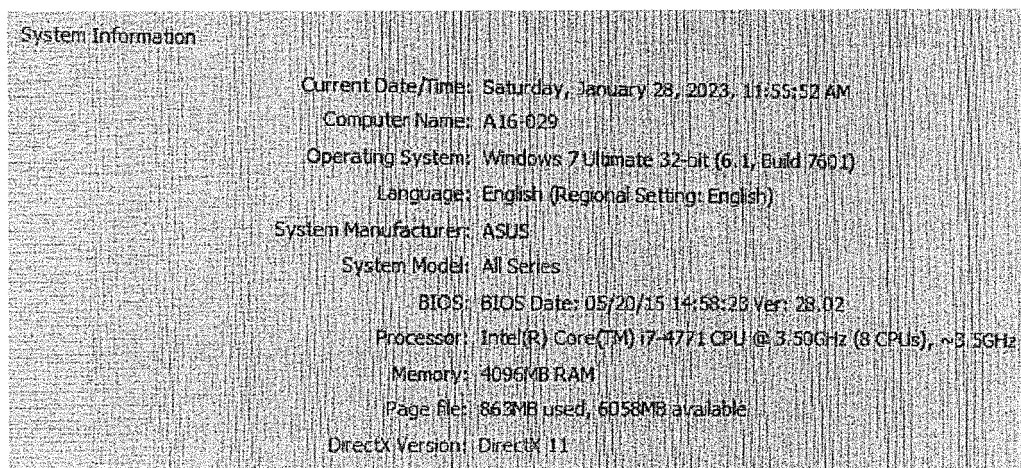 System Information
Current Date/Time: Saturday, January 28, 2023, 11:55:52 AM
Computer Name: A16-029
Operating System: Windows 7 Ultimate 32-bit (6.1, Build 7601)
Language: English (Regional Setting: English)
System Manufacturer: ASUS
System Model: All Series
BIOS: BIOS Date: 05/20/15 14:58:23 Ver: 28.02
Processor: Intel(R) Core(TM) i7-4771 CPU @ 3.50GHz (8 CPUs), ~3.5GHz
Memory: 4096MB RAM
Page file: 863MB used, 6058MB available
DirectX Version: DirectX 11